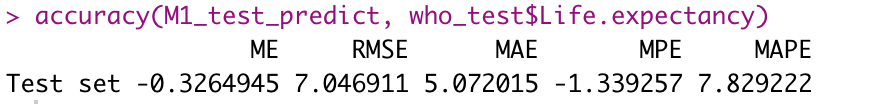 > accuracy(M1_test_predict, who_test$Life.expectancy)
ME RMSE MAE MPE MAPE
Test set -0.3264945 7.046911 5.072015 -1.339257 7.829222